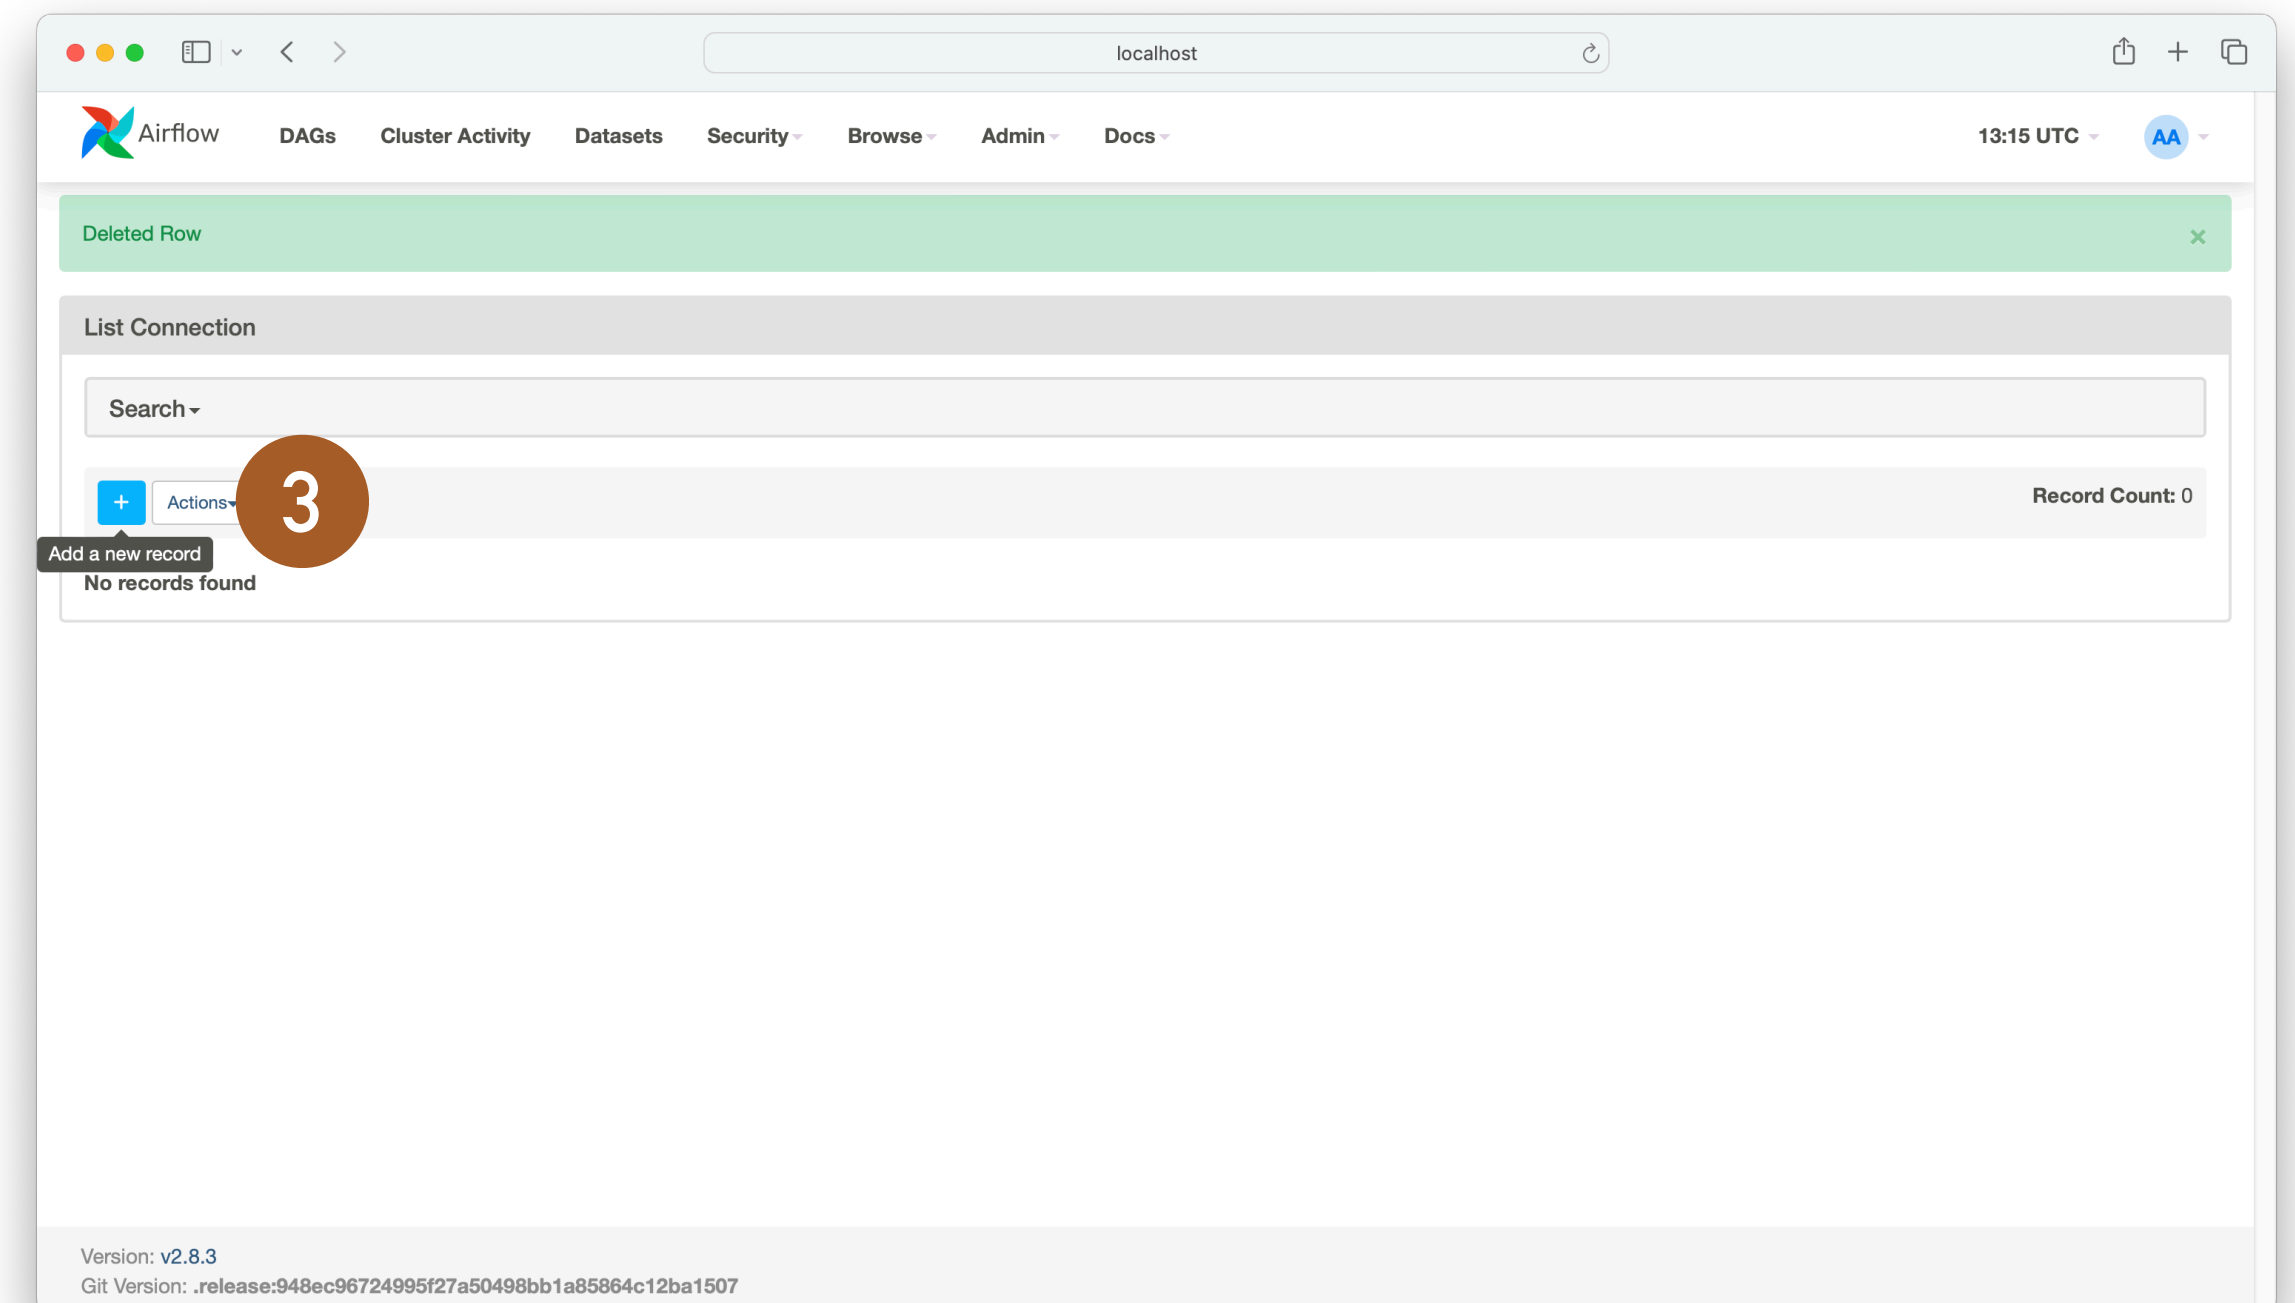 localhost
Airflow DAGs Cluster Activity Datasets Security Browse Admin Docs 13:15 UTC AA
Deleted Row ×
List Connection
Search
+ Actions 3 Record Count: 0
Add a new record
No records found
Version: v2.8.3
Git Version: .release:948ec96724995f27a50498bb1a85864c12ba1507